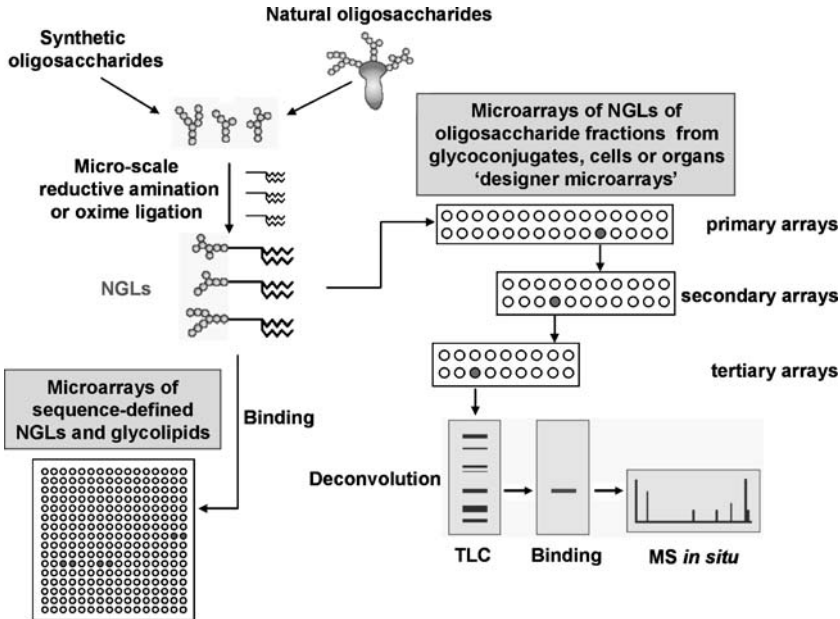 Natural oligosaccharides
Synthetic
oligosaccharides
Microarrays of NGLs of
oligosaccharide fractions from
glycoconjugates, cells or organs
‘designer microarrays’
Micro-scale
reductive amination
or oxime ligation
primary arrays
NGLs
secondary arrays
tertiary arrays
Microarrays of
sequence-defined
NGLs and glycolipids
Binding
Deconvolution
TLC
Binding
MS in situ